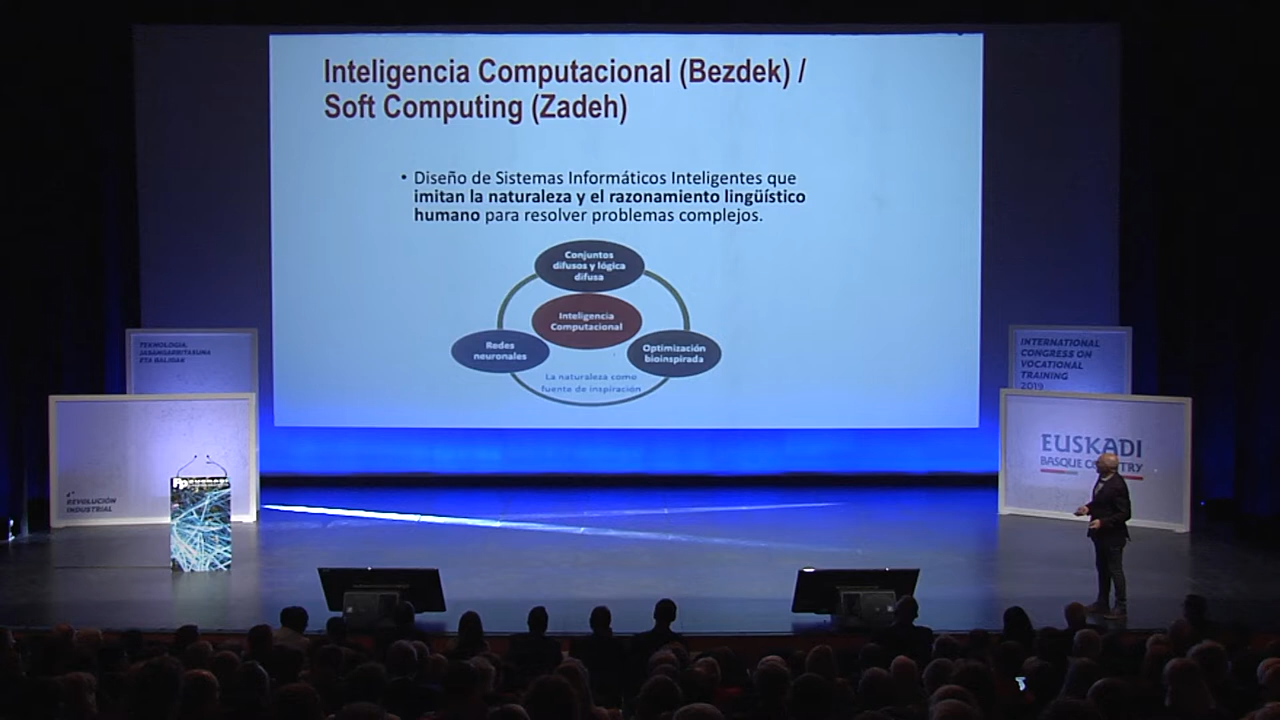 Inteligencia Computacional (Bezdek) /
Soft Computing (Zadeh)
• Diseño de Sistemas Informáticos Inteligentes que
imitan la naturaleza y el razonamiento lingüístico
humano para resolver problemas complejos.
Conjuntos
difusos y lógica
difusa
Inteligencia
Computacional
Redes
neuronales
Optimización
bioinspirada
La naturaleza como
fuente de inspiración
TEKNOLOGIA,
JASANGARRITASUNA
ETA BALIOAK
INTERNATIONAL
CONGRESS ON
VOCATIONAL
TRAINING
2019
4ª
REVOLUCIÓN
INDUSTRIAL
EUSKADI
BASQUE COUNTRY